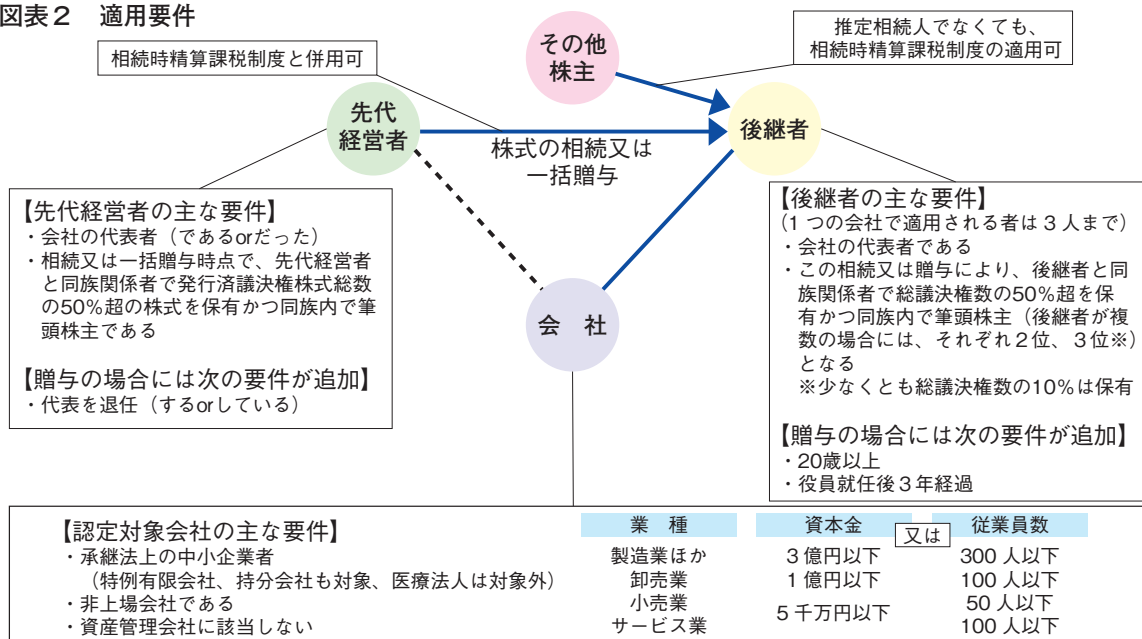 図表2 適用要件
相続時精算課税制度と併用可
その他
株主
推定相続人でなくても、
相続時精算課税制度の適用可
先代
経営者
後継者
株式の相続又は
一括贈与
会 社
【先代経営者の主な要件】
・会社の代表者（であるorだった）
・相続又は一括贈与時点で、先代経営者
と同族関係者で発行済議決権株式総数
の50％超の株式を保有かつ同族内で筆
頭株主である
【贈与の場合には次の要件が追加】
・代表を退任（するorしている）
【後継者の主な要件】
（1つの会社で適用される者は3人まで）
・会社の代表者である
・この相続又は贈与により、後継者と同
族関係者で総議決権数の50％超を保
有かつ同族内で筆頭株主（後継者が複
数の場合には、それぞれ2位、3位※）
となる
※少なくとも総議決権数の10％は保有
【贈与の場合には次の要件が追加】
・20歳以上
・役員就任後3年経過
【認定対象会社の主な要件】
・承継法上の中小企業者
（特例有限会社、持分会社も対象、医療法人は対象外）
・非上場会社である
・資産管理会社に該当しない
業 種 資本金 又は 従業員数
製造業ほか 3億円以下 300人以下
卸売業 1億円以下 100人以下
小売業 5千万円以下 50人以下
サービス業 100人以下